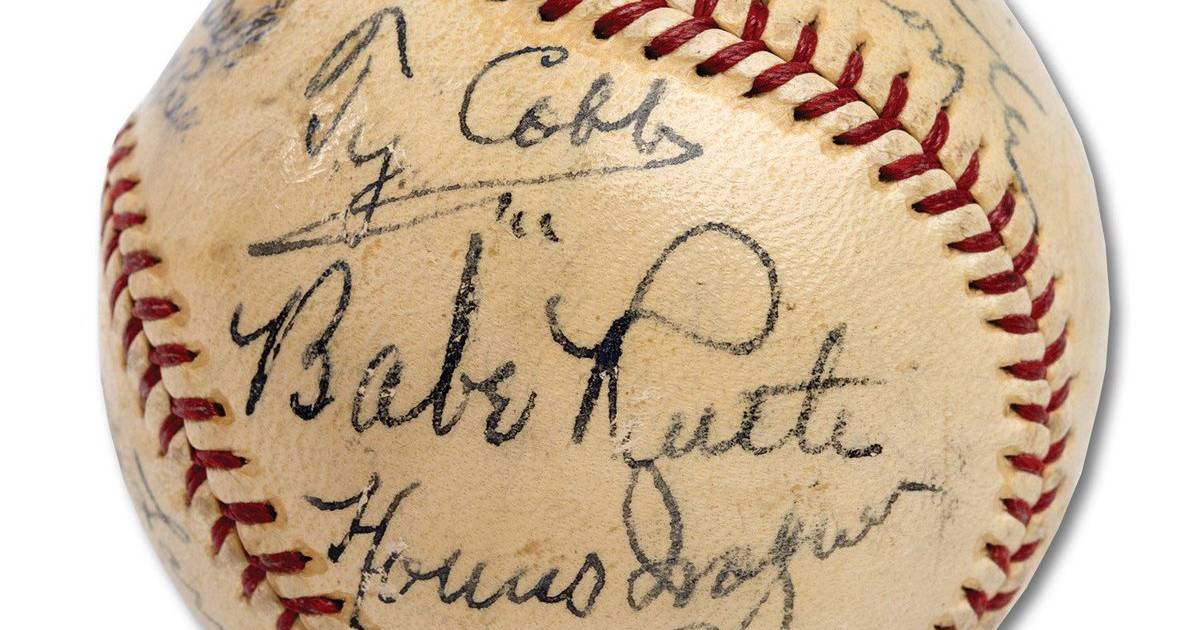 Ty Cobb
"Babe" Ruth
Honus Wagner